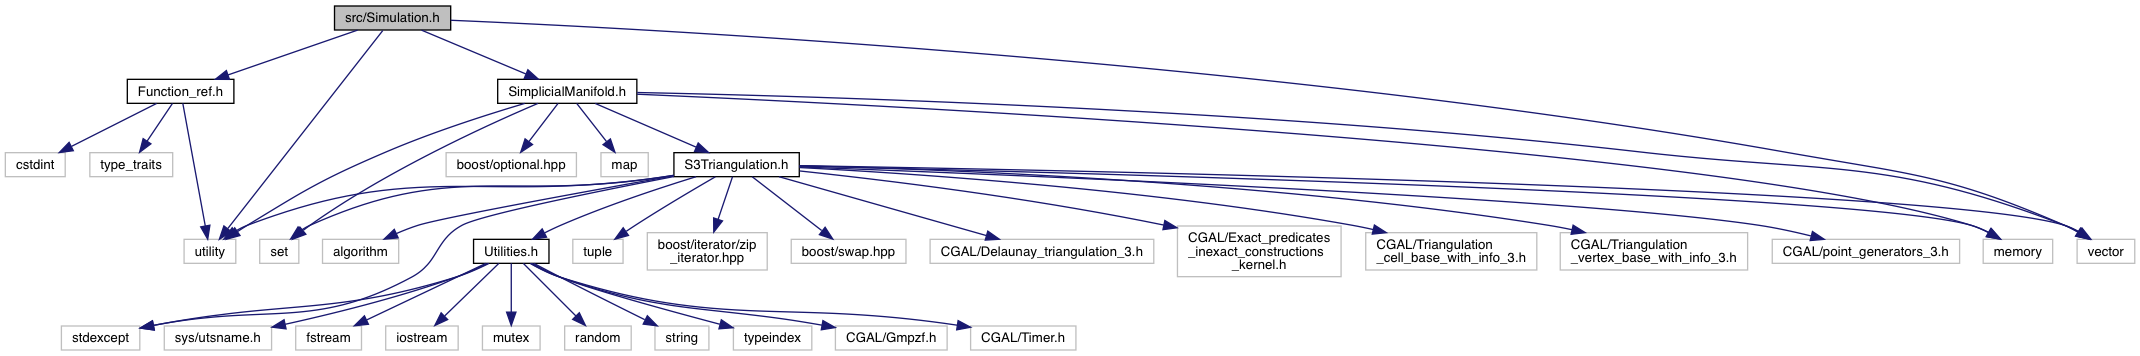 src/Simulation.h
Function_ref.h
SimplicialManifold.h
cstdint
type_traits
boost/optional.hpp
map
S3Triangulation.h
utility
set
algorithm
Utilities.h
tuple
boost/iterator/zip
_iterator.hpp
boost/swap.hpp
CGAL/Delaunay_triangulation_3.h
CGAL/Exact_predicates
_inexact_constructions
_kernel.h
CGAL/Triangulation
_cell_base_with_info_3.h
CGAL/Triangulation
_vertex_base_with_info_3.h
CGAL/point_generators_3.h
memory
vector
stdexcept
sys/utsname.h
fstream
iostream
mutex
random
string
typeindex
CGAL/Gmpzf.h
CGAL/Timer.h